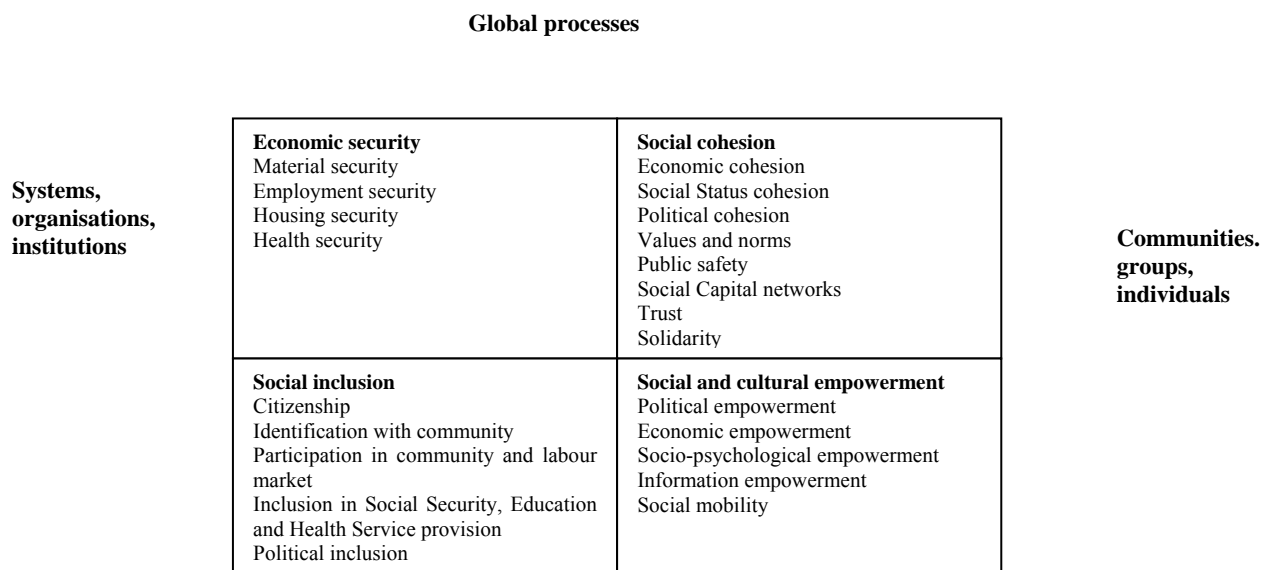 Global processes
Systems,
organisations,
institutions
Economic security
Material security
Employment security
Housing security
Health security
Social cohesion
Economic cohesion
Social Status cohesion
Political cohesion
Values and norms
Public safety
Social Capital networks
Trust
Solidarity
Communities.
groups,
individuals
Social inclusion
Citizenship
Identification with community
Participation in community and labour
market
Inclusion in Social Security, Education
and Health Service provision
Political inclusion
Social and cultural empowerment
Political empowerment
Economic empowerment
Socio-psychological empowerment
Information empowerment
Social mobility